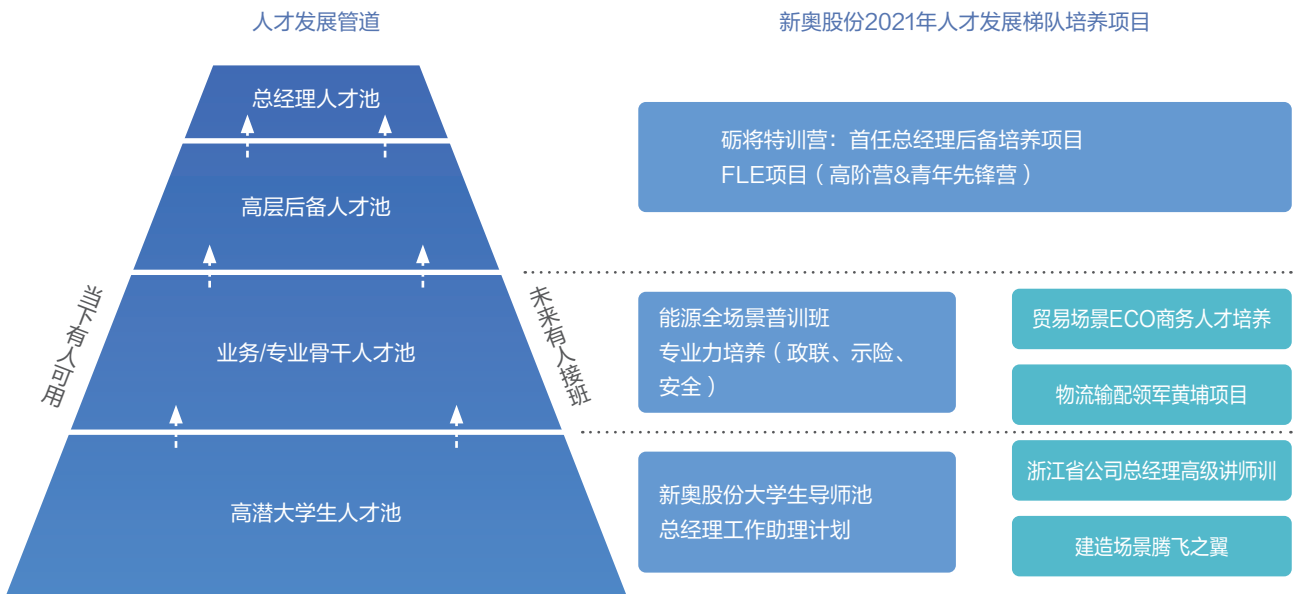 人才发展管道
新奥股份2021年人才发展梯队培养项目
总经理人才池
高层后备人才池
业务/专业骨干人才池
高潜大学生人才池
当下有人可用
未来有人接班
砺将特训营：首任总经理后备培养项目
FLE项目（高阶营&青年先锋营）
能源全场景普训班
专业力培养（政联、示险、
安全）
贸易场景ECO商务人才培养
物流输配领军黄埔项目
新奥股份大学生导师池
总经理工作助理计划
浙江省公司总经理高级讲师训
建造场景腾飞之翼